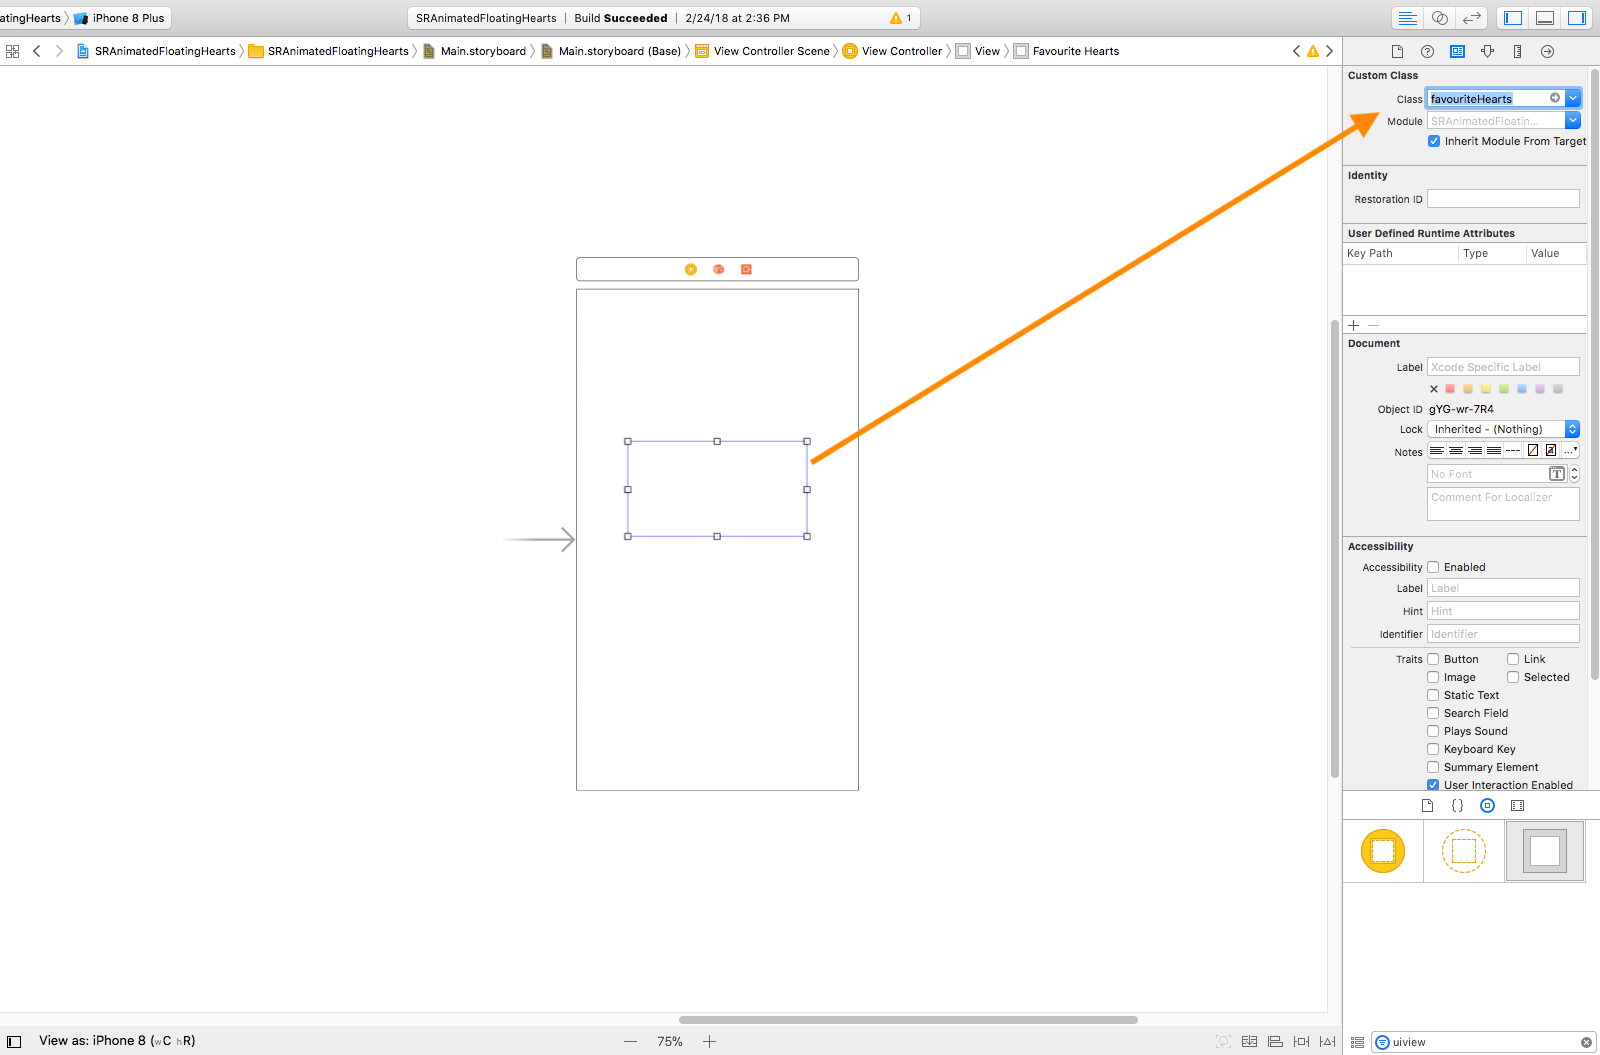 atingHearts 〉 iPhone 8 Plus
SRAnimatedFloatingHearts | Build Succeeded | 2/24/18 at 2:36 PM
1
SRAnimatedFloatingHearts 〉 SRAnimatedFloatingHearts 〉 Main.storyboard 〉 Main.storyboard (Base) 〉 View Controller Scene 〉 View Controller 〉 View 〉 Favourite Hearts
Custom Class
Class favouriteHearts
Module SRAnimatedFloatin...
Inherit Module From Target
Identity
Restoration ID
User Defined Runtime Attributes
Key Path Type Value
Document
Label Xcode Specific Label
Object ID gYG-wr-7R4
Lock Inherited - (Nothing)
Notes
No Font
Comment For Localizer
Accessibility
Accessibility Enabled
Label Label
Hint Hint
Identifier Identifier
Traits Button Link
Image Selected
Static Text
Search Field
Plays Sound
Keyboard Key
Summary Element
User Interaction Enabled
View as: iPhone 8 (wC hR)
75%
uiview